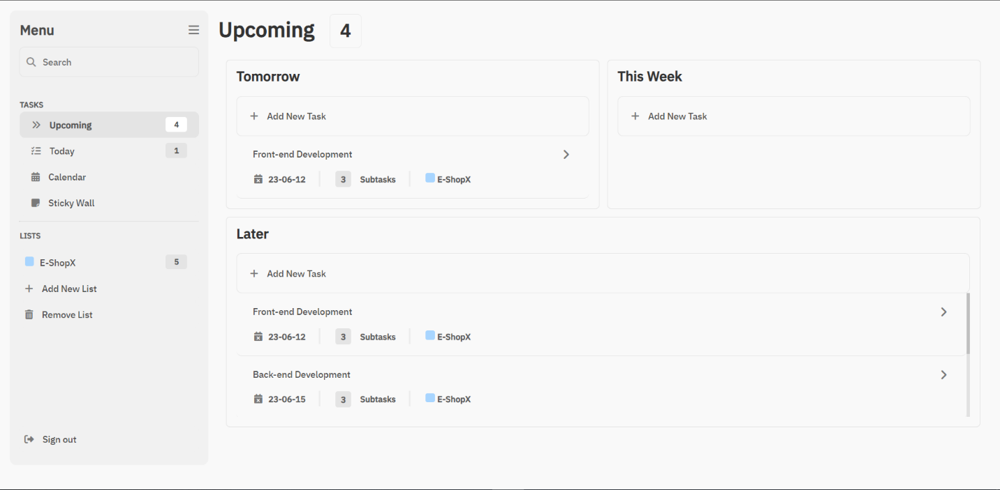 Menu
Search
TASKS
Upcoming 4
Today 1
Calendar
Sticky Wall
LISTS
E-ShopX 5
Add New List
Remove List
Sign out
Upcoming 4
Tomorrow
Add New Task
Front-end Development
23-06-12 3 Subtasks E-ShopX
This Week
Add New Task
Later
Add New Task
Front-end Development
23-06-12 3 Subtasks E-ShopX
Back-end Development
23-06-15 3 Subtasks E-ShopX